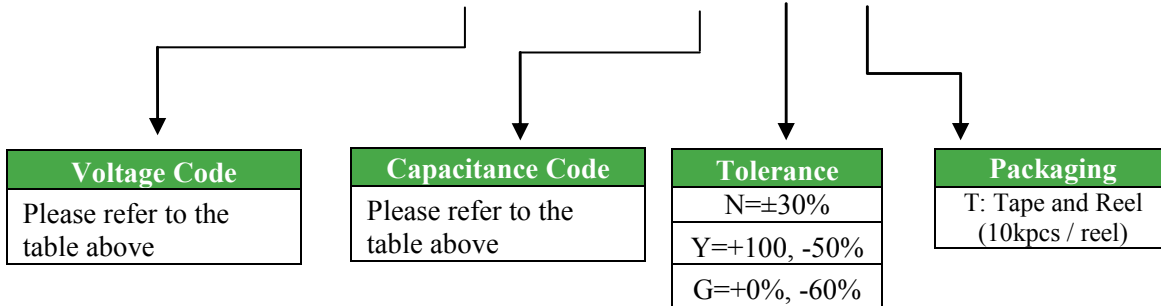 Voltage Code
Please refer to the
table above
Capacitance Code
Please refer to the
table above
Tolerance
N=±30%
Y=+100, -50%
G=+0%, -60%
Packaging
T: Tape and Reel
(10kpcs / reel)